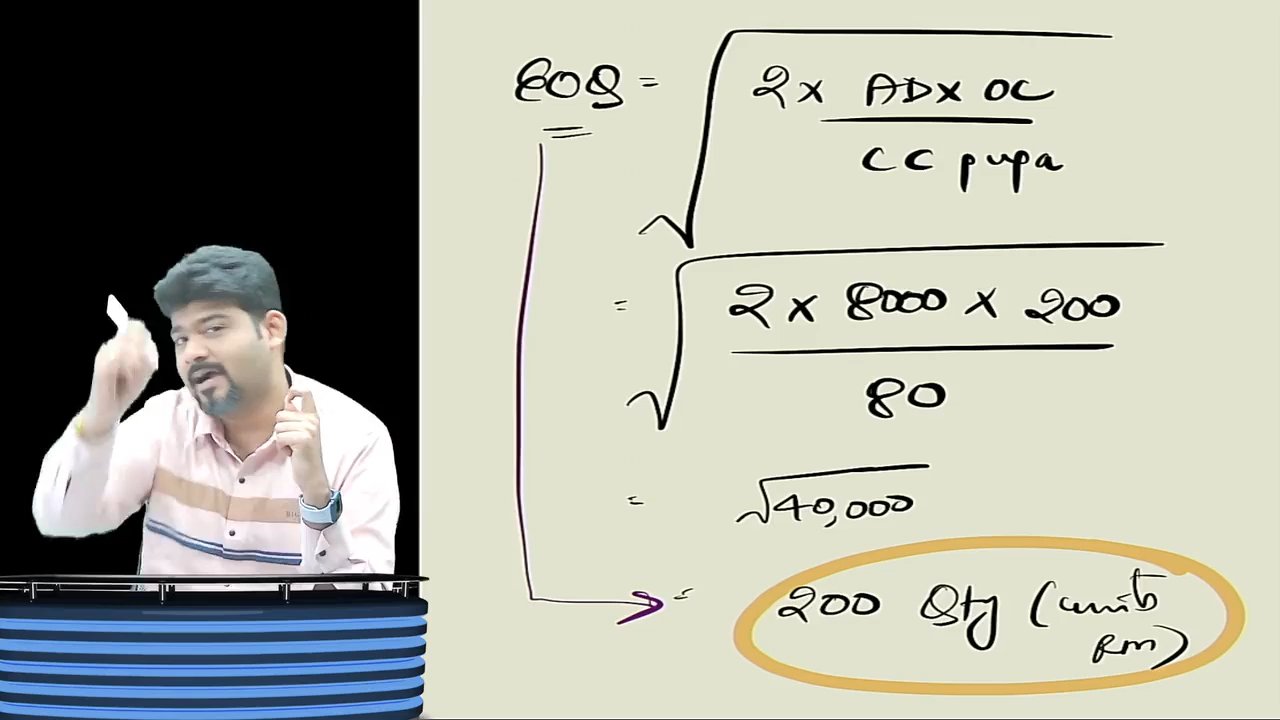 EOQ = √ 2 x AD x OC
CC pupa
= √ 2 x 8000 x 200
80
= √40,000
= 200 Qty (units
RM)